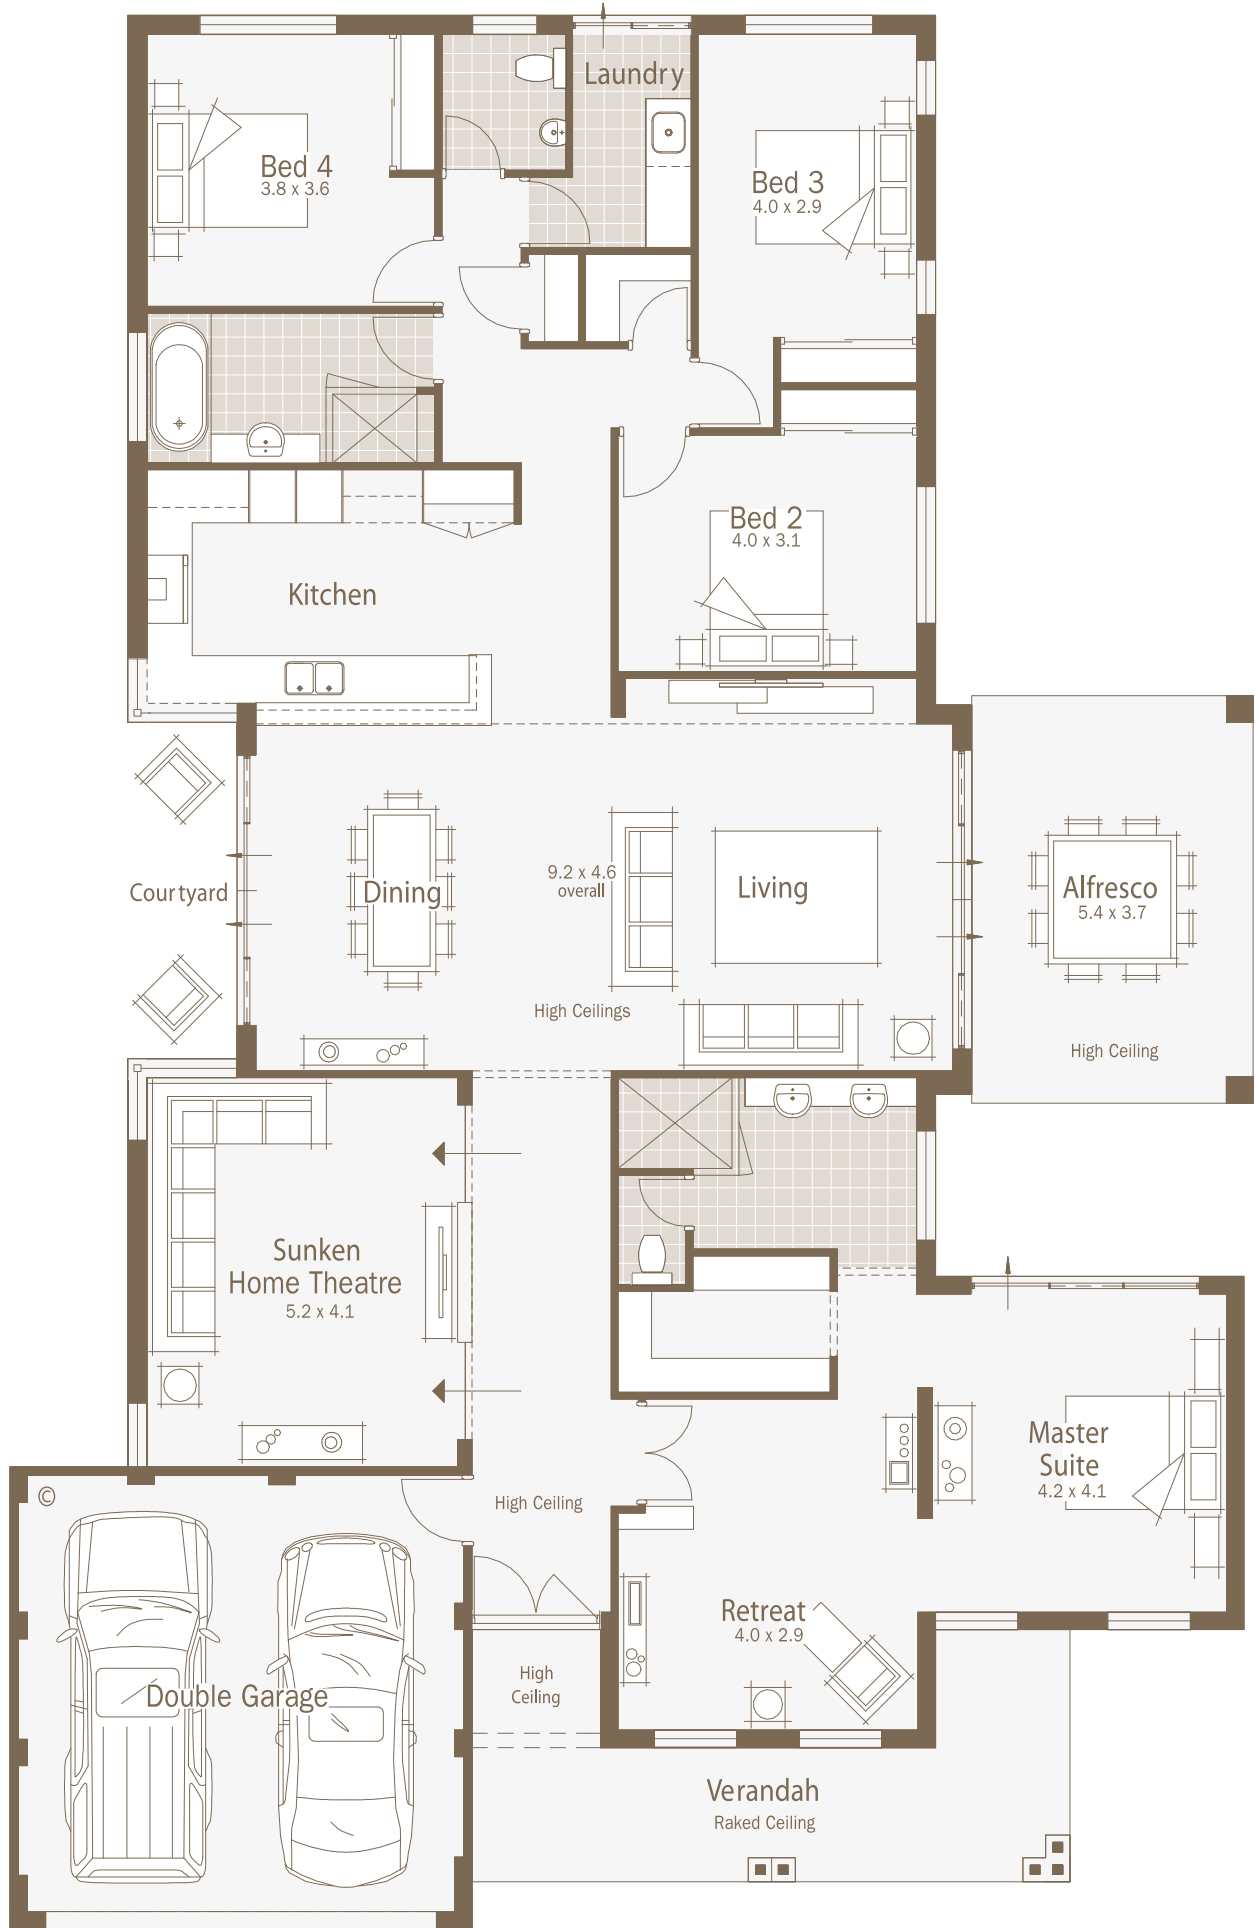 Laundry
Bed 4
3.8 x 3.6
Bed 3
4.0 x 2.9
Bed 2
4.0 x 3.1
Kitchen
Courtyard
Dining
9.2 x 4.6
overall
Living
Alfresco
5.4 x 3.7
High Ceilings
High Ceiling
Sunken
Home Theatre
5.2 x 4.1
Master
Suite
4.2 x 4.1
©
High Ceiling
Retreat
4.0 x 2.9
High
Ceiling
Double Garage
Verandah
Raked Ceiling